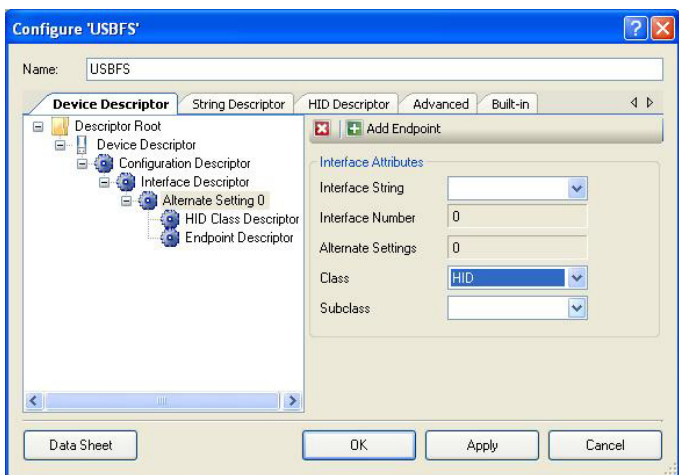 Configure 'USBFS'
Name: USBFS
Device Descriptor String Descriptor HID Descriptor Advanced Built-in
Descriptor Root
Device Descriptor
Configuration Descriptor
Interface Descriptor
Alternate Setting 0
HID Class Descriptor
Endpoint Descriptor
Add Endpoint
Interface Attributes
Interface String
Interface Number 0
Alternate Settings 0
Class HID
Subclass
Data Sheet OK Apply Cancel